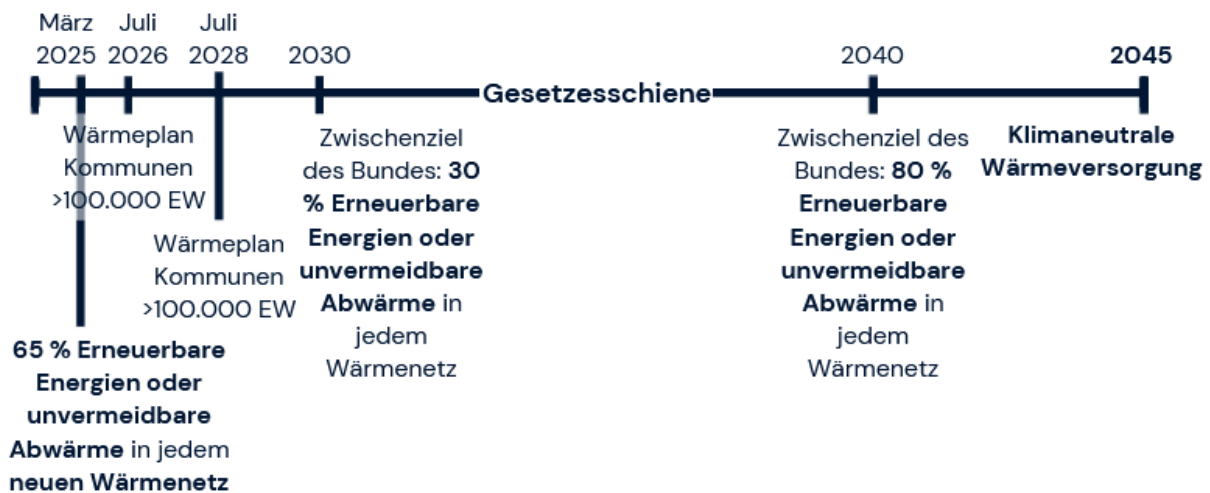 März
2025
Juli
2026
Juli
2028
2030
2040
2045
Gesetzesschiene
Wärmeplan
Kommunen
>100.000 EW
Wärmeplan
Kommunen
>100.000 EW
65 % Erneuerbare
Energien oder
unvermeidbare
Abwärme in jedem
neuen Wärmenetz
Zwischenziel
des Bundes: 30
% Erneuerbare
Energien oder
unvermeidbare
Abwärme in
jedem
Wärmenetz
Zwischenziel des
Bundes: 80 %
Erneuerbare
Energien oder
unvermeidbare
Abwärme in
jedem
Wärmenetz
Klimaneutrale
Wärmeversorgung